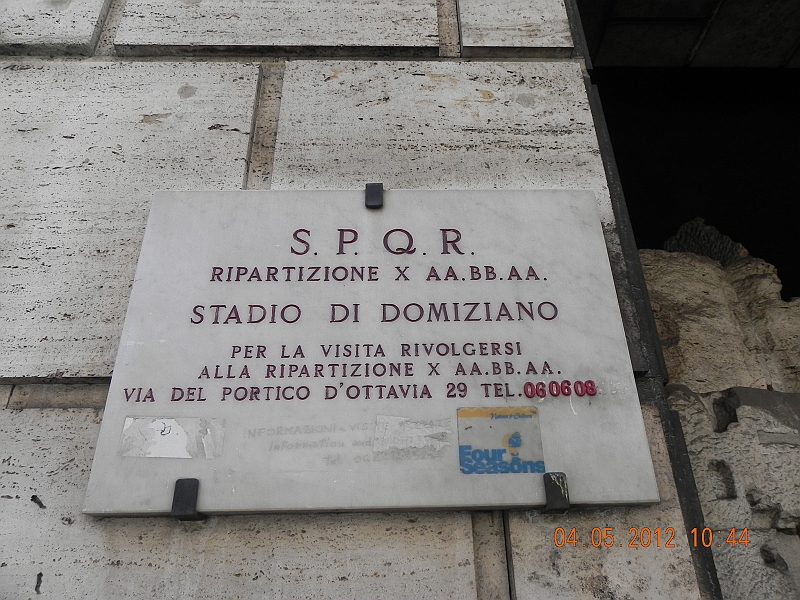 S. P. Q. R.
RIPARTIZIONE X AA.BB.AA.
STADIO DI DOMIZIANO
PER LA VISITA RIVOLGERSI
ALLA RIPARTIZIONE X AA.BB.AA.
VIA DEL PORTICO D'OTTAVIA 29 TEL.060608
Four
Seasons
04.05.2012 10:44